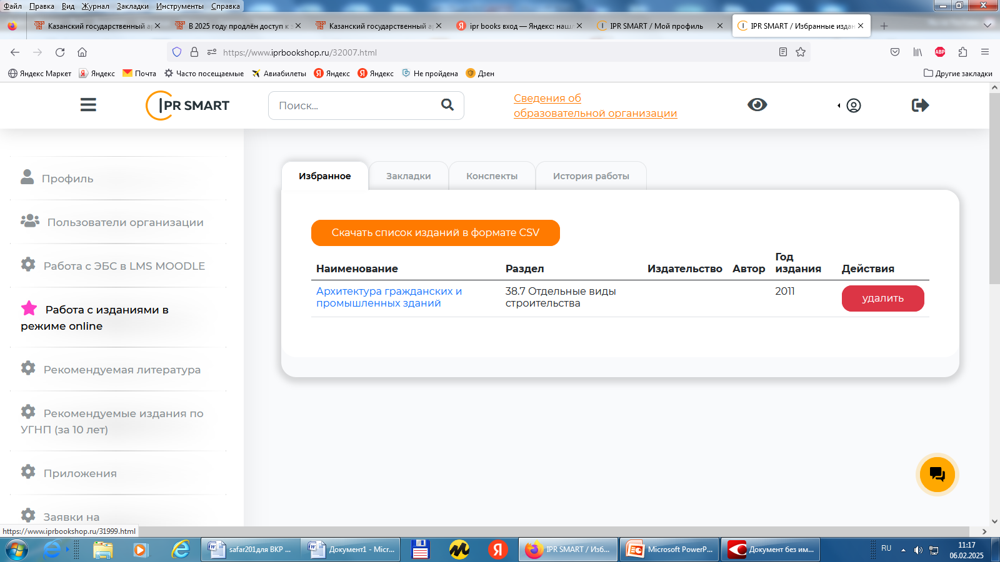 Файл Правка Вид Журнал Закладки Инструменты Справка
Казанский государственный а
В 2025 году продлён доступ к э
Казанский государственный а
ipr books вход — Яндекс: наш
IPR SMART / Мой профиль
IPR SMART / Избранные издан
https://www.iprbookshop.ru/32007.html
ABP
Яндекс Маркет Яндекс Почта Часто посещаемые Авиабилеты Яндекс Яндекс Не пройдена Дзен Другие закладки
IPR SMART
Поиск...
Сведения об
образовательной организации
Профиль
Пользователи организации
Работа с ЭБС в LMS MOODLE
Работа с изданиями в
режиме online
Рекомендуемая литература
Рекомендуемые издания по
УГНП (за 10 лет)
Приложения
Заявки на
https://www.iprbookshop.ru/31999.html
Избранное Закладки Конспекты История работы
Скачать список изданий в формате CSV
Наименование Раздел Издательство Автор Год издания Действия
Архитектура гражданских и
промышленных зданий
38.7 Отдельные виды
строительства
2011
удалить
safar201для ВКР ...
Документ1 - Micr...
IPR SMART / Изб...
Microsoft PowerP...
Документ без им...
RU
11:17
06.02.2025